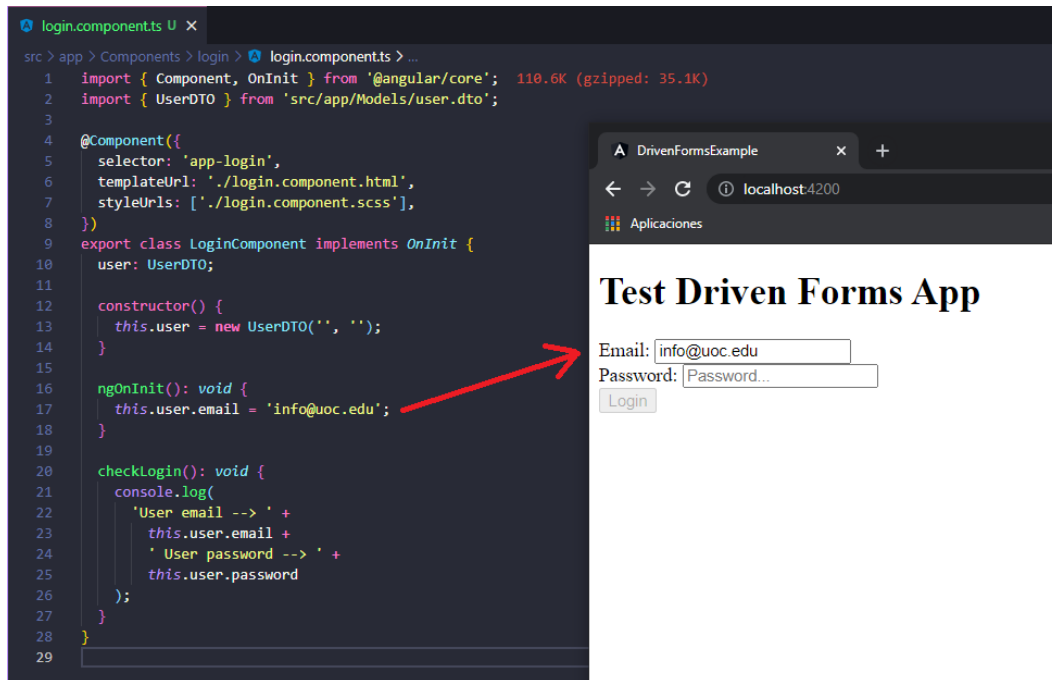 login.component.ts U
src > app > Components > login > login.component.ts > ...
1 import { Component, OnInit } from '@angular/core'; 110.6K (gzipped: 35.1K)
2 import { UserDTO } from 'src/app/Models/user.dto';
3
4 @Component({
5 selector: 'app-login',
6 templateUrl: './login.component.html',
7 styleUrls: ['./login.component.scss'],
8 })
9 export class LoginComponent implements OnInit {
10 user: UserDTO;
11
12 constructor() {
13 this.user = new UserDTO('', '');
14 }
15
16 ngOnInit(): void {
17 this.user.email = 'info@uoc.edu';
18 }
19
20 checkLogin(): void {
21 console.log(
22 'User email --> ' +
23 this.user.email +
24 ' User password --> ' +
25 this.user.password
26 );
27 }
28 }
29
DrivenFormsExample
localhost:4200
Aplicaciones
Test Driven Forms App
Email: info@uoc.edu
Password: Password...
Login